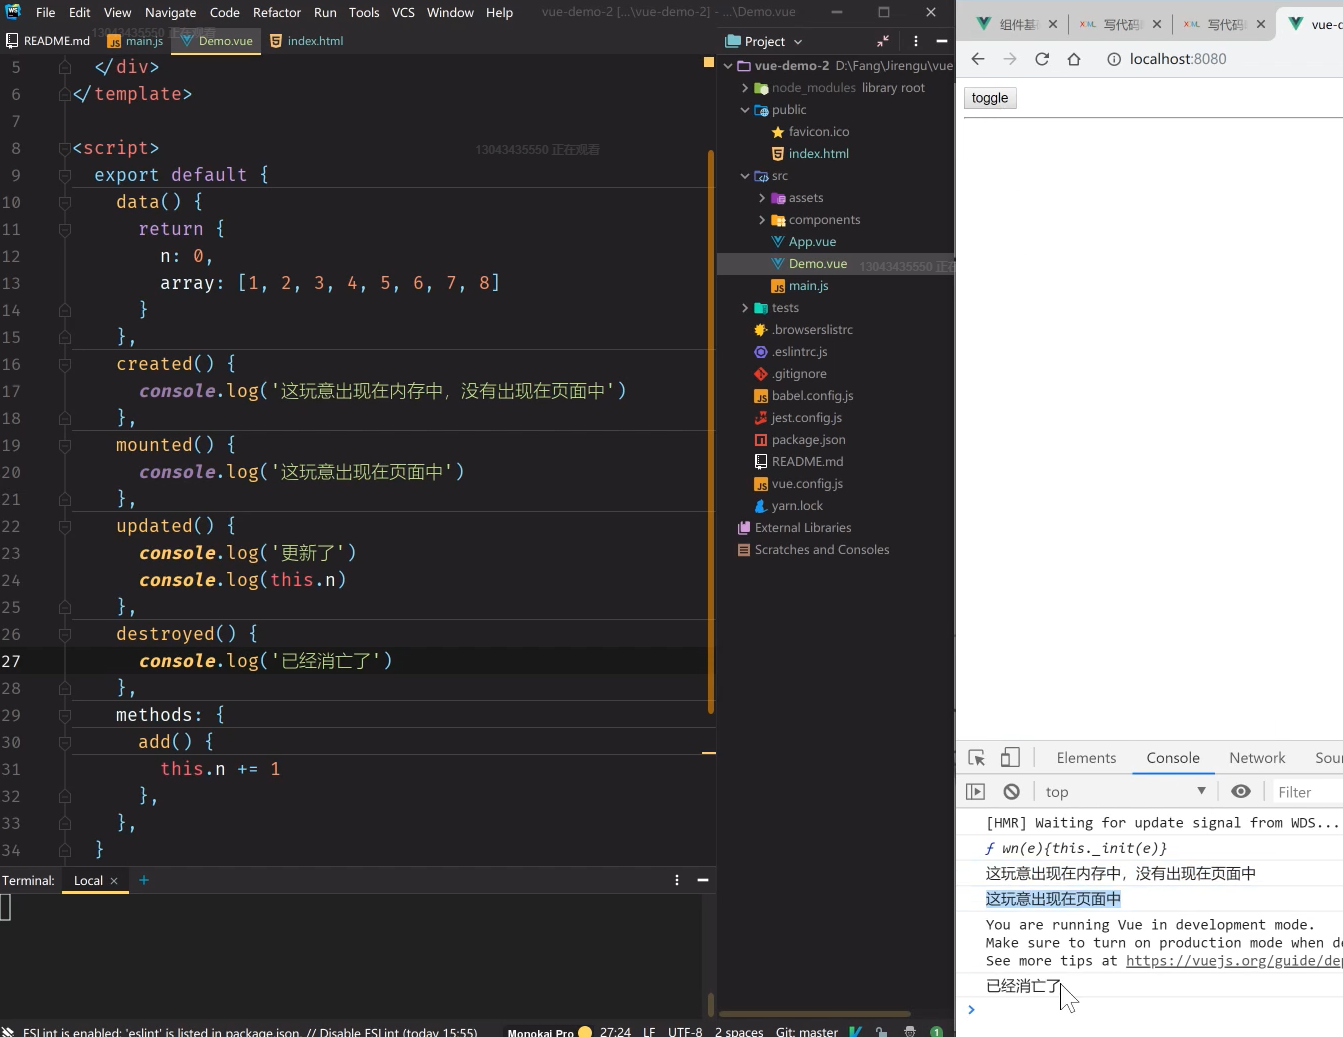 File Edit View Navigate Code Refactor Run Tools VCS Window Help vue-demo-2 [...\vue-demo-2] - ...\Demo.vue
README.md main.js Demo.vue index.html
5 </div>
6 </template>
7
8 <script>
9 export default {
10 data() {
11 return {
12 n: 0,
13 array: [1, 2, 3, 4, 5, 6, 7, 8]
14 }
15 },
16 created() {
17 console.log('这玩意出现在内存中，没有出现在页面中')
18 },
19 mounted() {
20 console.log('这玩意出现在页面中')
21 },
22 updated() {
23 console.log('更新了')
24 console.log(this.n)
25 },
26 destroyed() {
27 console.log('已经消亡了')
28 },
29 methods: {
30 add() {
31 this.n += 1
32 },
33 },
34 }
13043435550 正在观看
13043435550 正在观看
Terminal: Local × +
ESLint is enabled: 'eslint' is listed in package.json. // Disable ESLint (today 15:55) Monokai Pro 27:24 LF UTF-8 2 spaces Git: master 1
Project
vue-demo-2 D:\Fang\Jirengu\vue
node_modules library root
public
favicon.ico
index.html
src
assets
components
App.vue
Demo.vue
13043435550 正在
main.js
tests
.browserslistrc
.eslintrc.js
.gitignore
babel.config.js
jest.config.js
package.json
README.md
vue.config.js
yarn.lock
External Libraries
Scratches and Consoles
组件基 写代码 写代码 vue-d
localhost:8080
toggle
Elements Console Network Sou
top Filter
[HMR] Waiting for update signal from WDS...
ƒ wn(e){this._init(e)}
这玩意出现在内存中，没有出现在页面中
这玩意出现在页面中
You are running Vue in development mode.
Make sure to turn on production mode when de
See more tips at https://vuejs.org/guide/dep
已经消亡了